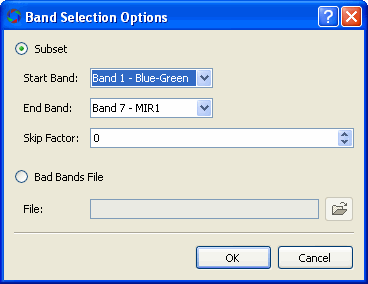 Band Selection Options
Subset
Start Band: Band 1 - Blue-Green
End Band: Band 7 - MIR1
Skip Factor: 0
Bad Bands File
File:
OK Cancel